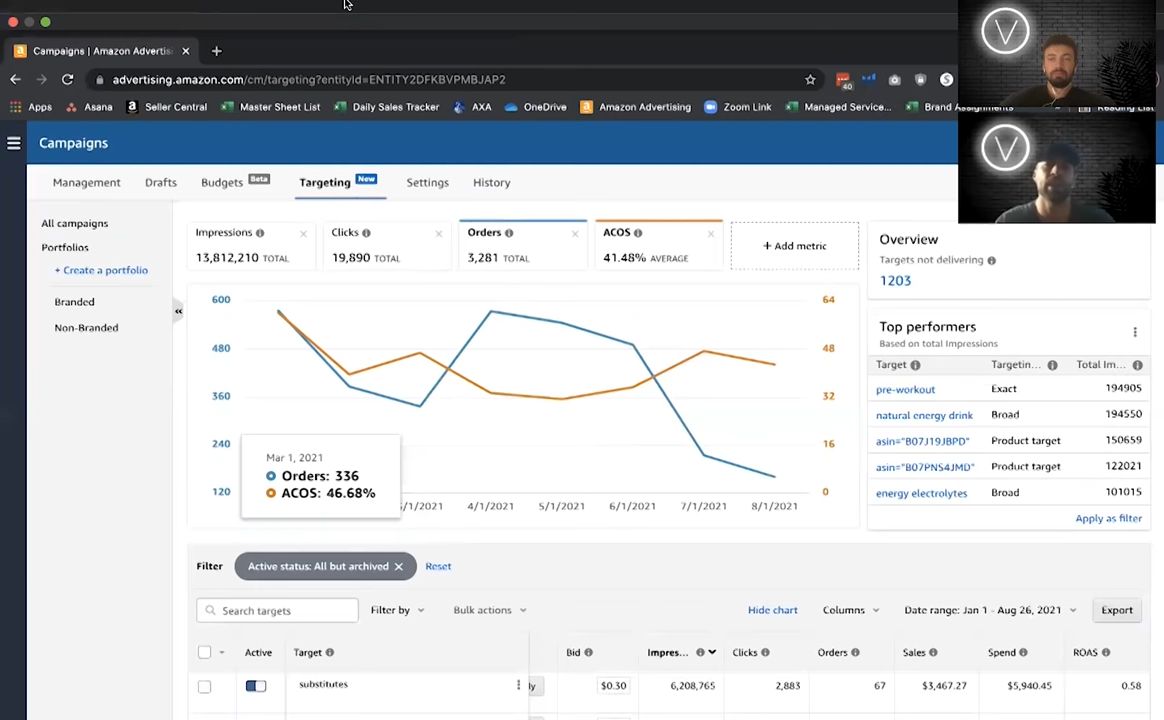 Campaigns | Amazon Advertis
advertising.amazon.com/cm/targeting?entityId=ENTITY2DFKBVPMBJAP2
40
S
Apps Asana Seller Central Master Sheet List Daily Sales Tracker AXA OneDrive Amazon Advertising Zoom Link Managed Service... Brand Assignments Reading List
V
V
Campaigns
Management Drafts Budgets Beta Targeting New Settings History
All campaigns
Portfolios
+ Create a portfolio
Branded
Non-Branded
Impressions
13,812,210 TOTAL
Clicks
19,890 TOTAL
Orders
3,281 TOTAL
ACOS
41.48% AVERAGE
+ Add metric
Overview
Targets not delivering
1203
600
480
360
240
120
64
48
32
16
0
Mar 1, 2021
Orders: 336
ACOS: 46.68%
/1/2021 4/1/2021 5/1/2021 6/1/2021 7/1/2021 8/1/2021
Top performers
Based on total Impressions
Target Targetin... Total Im...
pre-workout Exact 194905
natural energy drink Broad 194550
asin="B07J19JBPD" Product target 150659
asin="B07PNS4JMD" Product target 122021
energy electrolytes Broad 101015
Apply as filter
Filter Active status: All but archived Reset
Search targets Filter by Bulk actions Hide chart Columns Date range: Jan 1 - Aug 26, 2021 Export
Active Target Bid Impres... Clicks Orders Sales Spend ROAS
substitutes ly $0.30 6,208,765 2,883 67 $3,467.27 $5,940.45 0.58